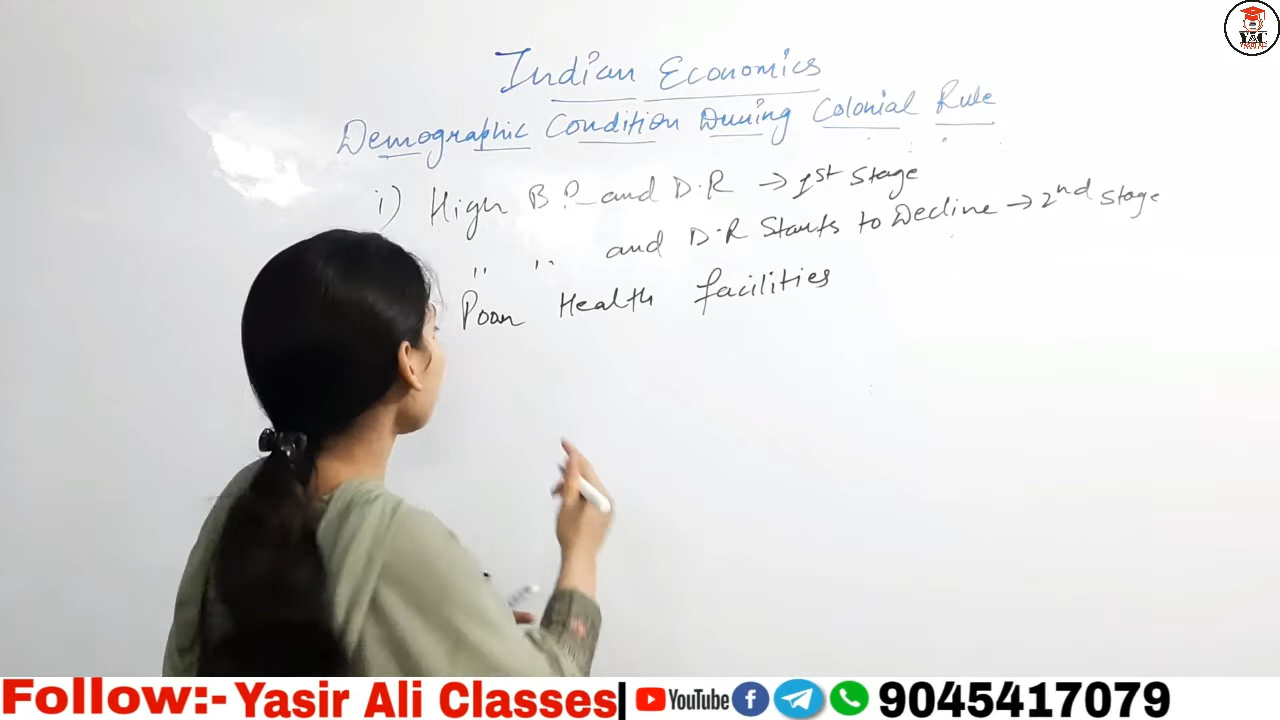 Indian Economics
Demographic Condition During Colonial Rule
i) High B.R and D.R → 1st Stage
" " and D.R Starts to Decline → 2nd Stage
Poor Health facilities
Follow:- Yasir Ali Classes| YouTube 9045417079